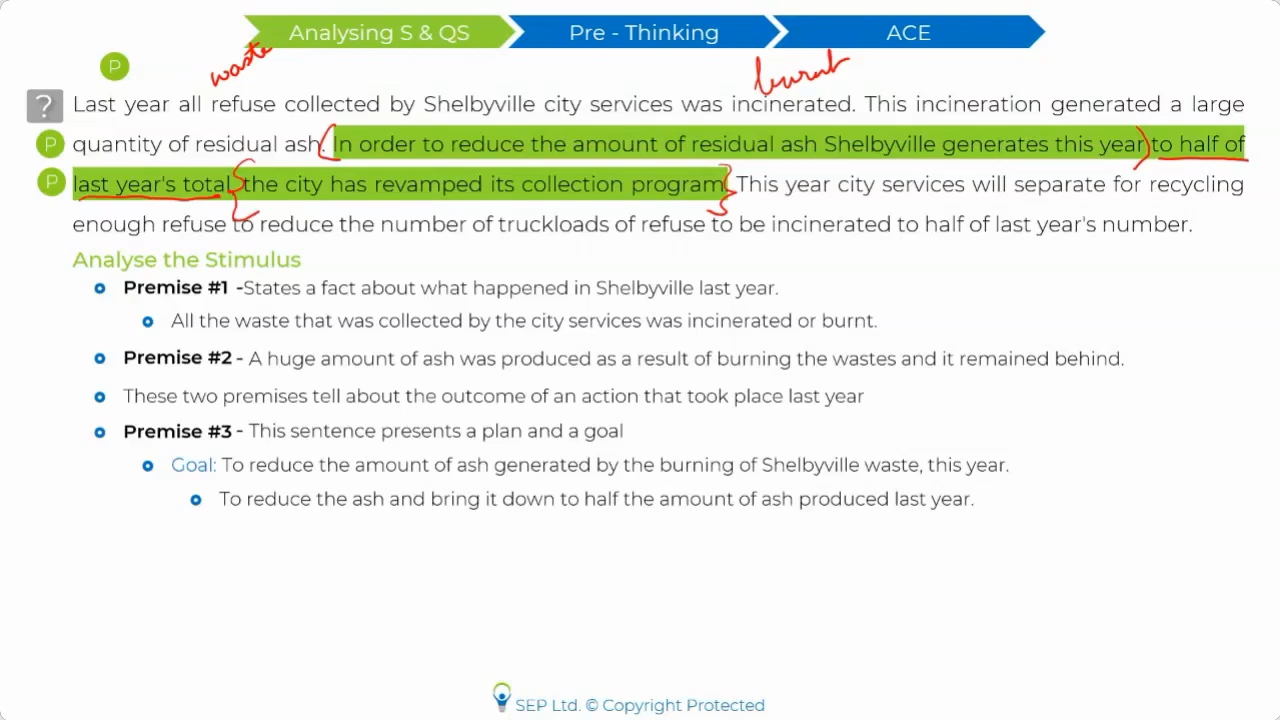 Analysing S & QS Pre - Thinking ACE
P
waste
burnt
? Last year all refuse collected by Shelbyville city services was incinerated. This incineration generated a large
P quantity of residual ash. In order to reduce the amount of residual ash Shelbyville generates this year to half of
P last year's total, the city has revamped its collection program. This year city services will separate for recycling
enough refuse to reduce the number of truckloads of refuse to be incinerated to half of last year's number.
Analyse the Stimulus
Premise #1 -States a fact about what happened in Shelbyville last year.
All the waste that was collected by the city services was incinerated or burnt.
Premise #2 - A huge amount of ash was produced as a result of burning the wastes and it remained behind.
These two premises tell about the outcome of an action that took place last year
Premise #3 - This sentence presents a plan and a goal
Goal: To reduce the amount of ash generated by the burning of Shelbyville waste, this year.
To reduce the ash and bring it down to half the amount of ash produced last year.
SEP Ltd. © Copyright Protected